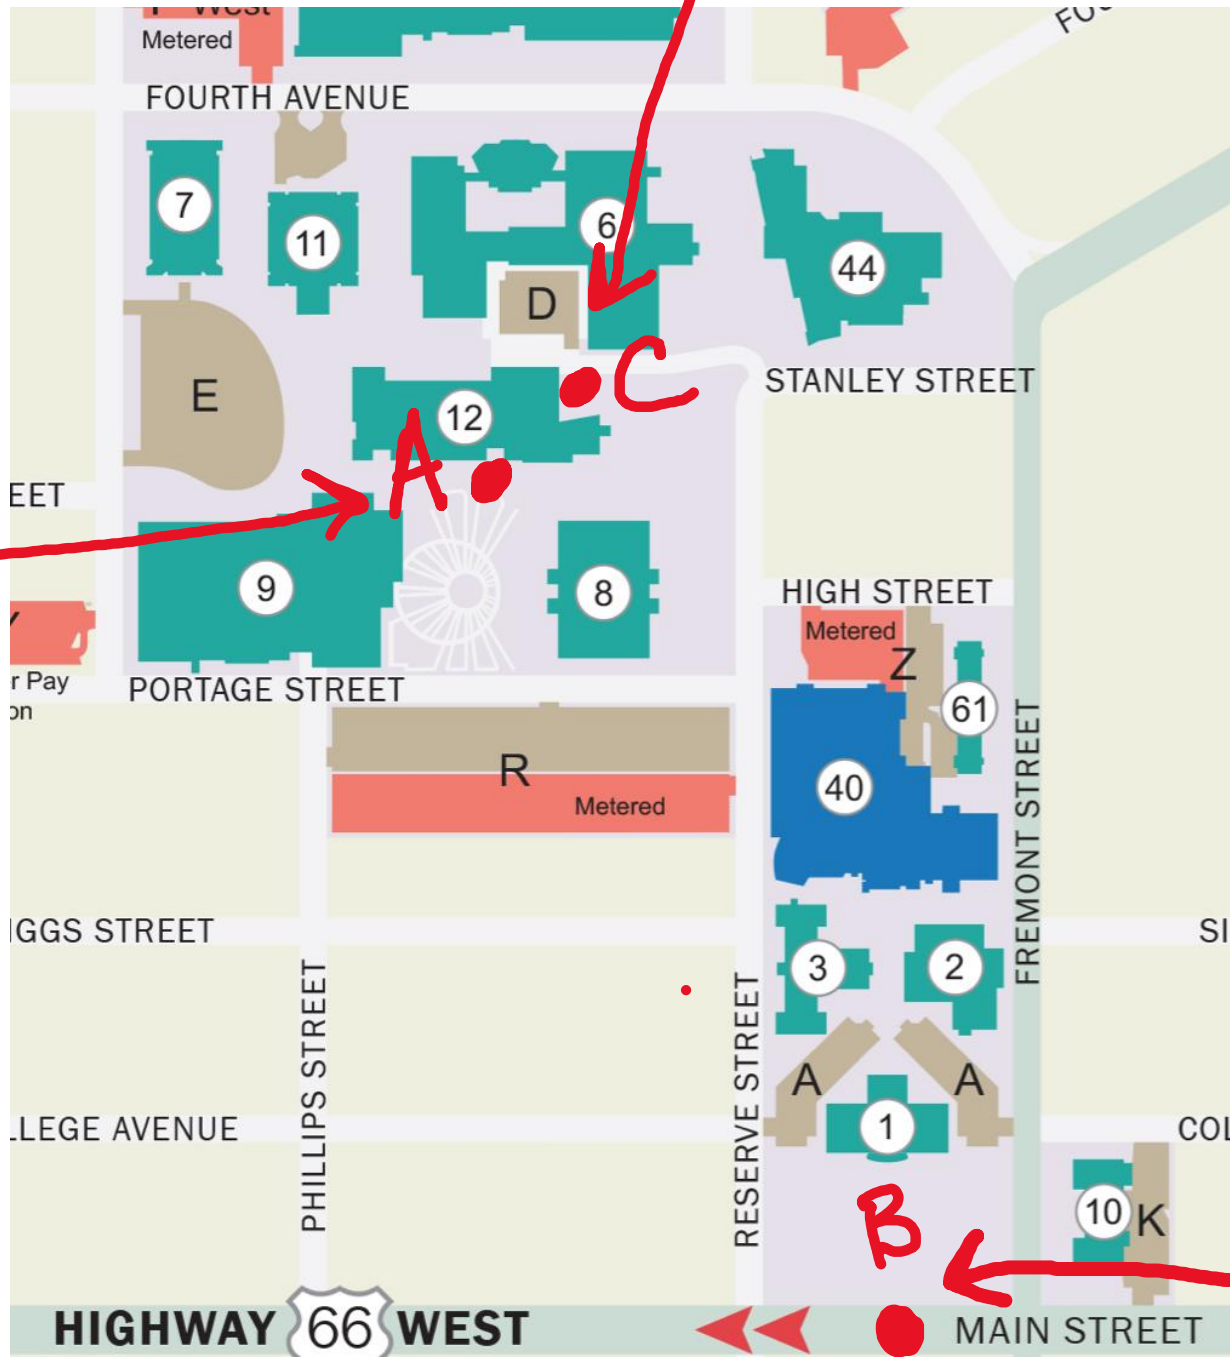 West
Metered
FOURTH AVENUE
7
11
6
44
D
E
C
STANLEY STREET
12
A
EET
9
8
HIGH STREET
Metered
Z
r Pay
on
PORTAGE STREET
61
R
Metered
40
FREMONT STREET
IGGS STREET
SI
3
2
PHILLIPS STREET
RESERVE STREET
A
A
1
LLEGE AVENUE
COL
B
10
K
HIGHWAY 66 WEST
MAIN STREET